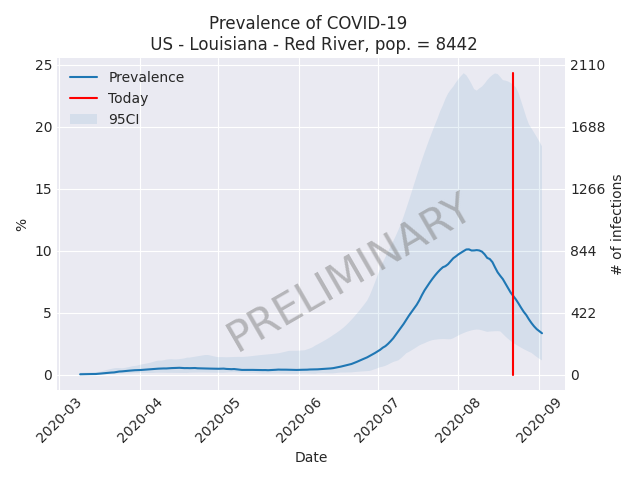 Prevalence of COVID-19
US - Louisiana - Red River, pop. = 8442
Prevalence
Today
95CI
PRELIMINARY
%
25
20
15
10
5
0
# of infections
2110
1688
1266
844
422
0
2020-03
2020-04
2020-05
2020-06
2020-07
2020-08
2020-09
Date